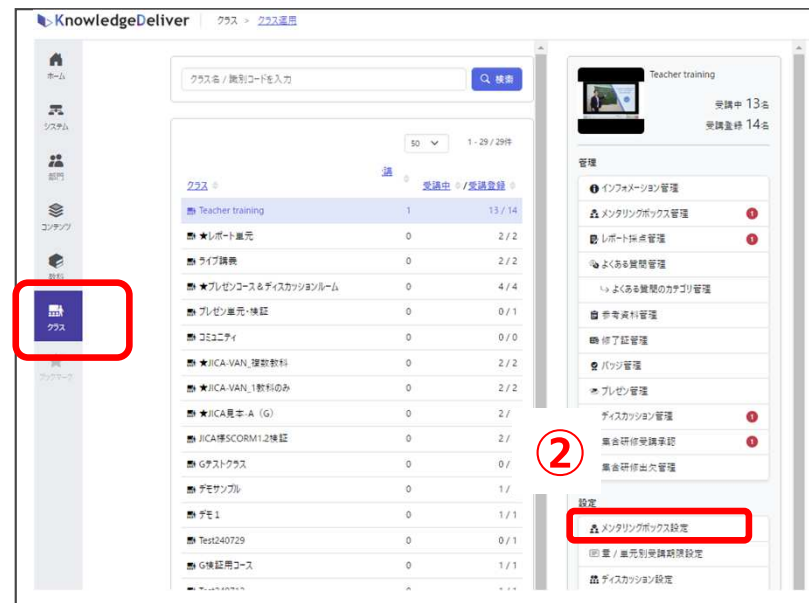 KnowledgeDeliver クラス > クラス運用
ホーム
システム
部門
コンテンツ
教科
クラス
ブックマーク
クラス名 / 識別コードを入力
検索
50 1 - 29 / 29件
クラス 受講中 / 受講登録
Teacher training 1 13 / 14
★レポート単元 0 2 / 2
ライブ講義 0 2 / 2
★プレゼンコース＆ディスカッションルーム 0 4 / 4
プレゼン単元・検証 0 0 / 1
コミュニティ 0 0 / 0
★JICA-VAN_複数教科 0 2 / 2
★JICA-VAN_1教科のみ 0 2 / 2
★JICA見本-A（G） 0 2 /
JICA様SCORM1.2検証 0 2 /
Gテストクラス 0 0 /
デモサンプル 0 1 /
デモ１ 0 1 / 1
Test240729 0 0 / 1
G検証用コース 0 1 / 1
Teacher training
受講中 13名
受講登録 14名
管理
インフォメーション管理
メンタリングボックス管理 1
レポート採点管理 1
よくある質問管理
よくある質問のカテゴリ管理
参考資料管理
修了証管理
バッジ管理
プレゼン管理
ディスカッション管理 1
集合研修受講承認 1
集合研修出欠管理
②
設定
メンタリングボックス設定
章 / 単元別受講期限設定
ディスカッション設定